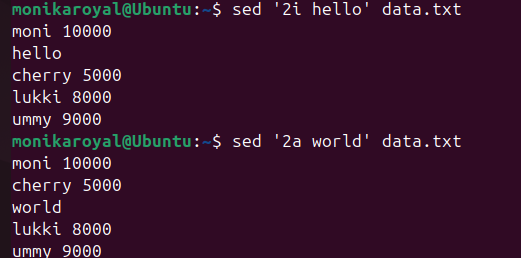 monikaroyal@Ubuntu:~$ sed '2i hello' data.txt
moni 10000
hello
cherry 5000
lukki 8000
ummy 9000
monikaroyal@Ubuntu:~$ sed '2a world' data.txt
moni 10000
cherry 5000
world
lukki 8000
ummy 9000